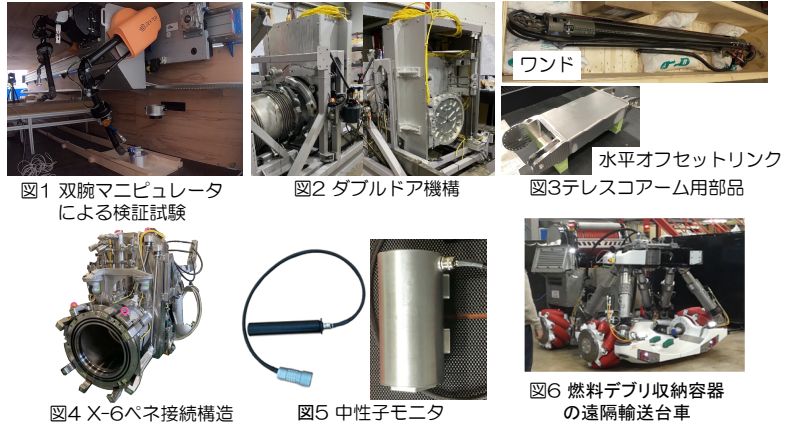 ワンド
水平オフセットリンク
図1 双腕マニピュレータ
による検証試験
図2 ダブルドア機構
図3テレスコアーム用部品
図4 X-6ペネ接続構造
図5 中性子モニタ
図6 燃料デブリ収納容器
の遠隔輸送台車